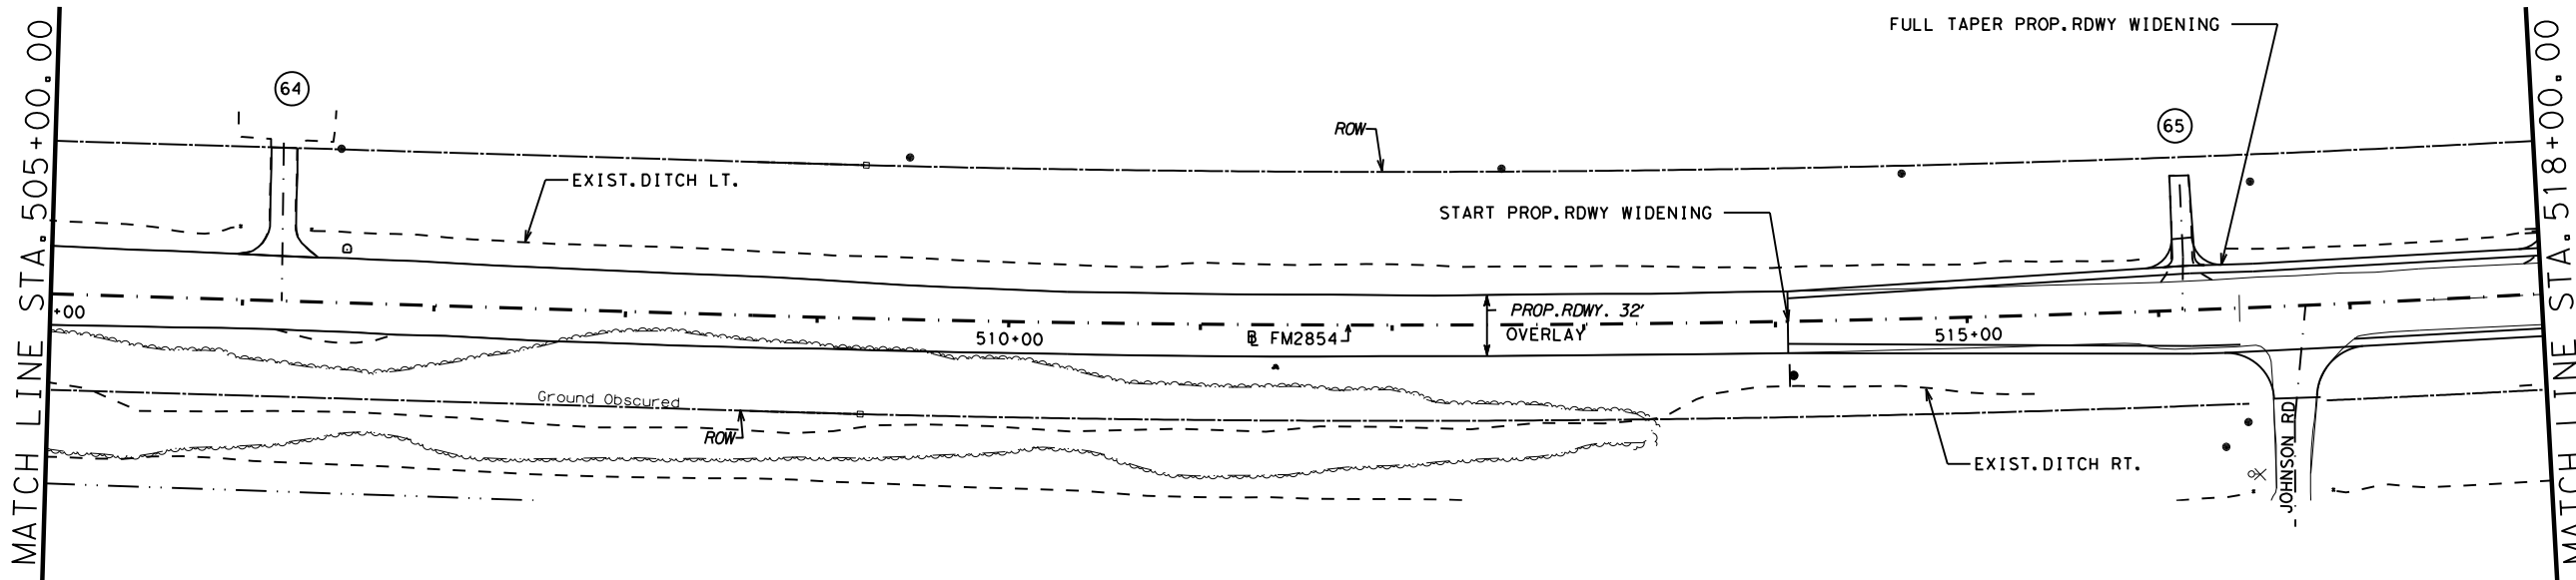 MATCH LINE STA. 505+00.00
64
FULL TAPER PROP. RDWY WIDENING
65
ROW
EXIST. DITCH LT.
START PROP. RDWY WIDENING
+00
510+00
FM2854
PROP. RDWY. 32'
OVERLAY
515+00
Ground Obscured
ROW
EXIST. DITCH RT.
JOHNSON RD
MATCH LINE STA. 518+00.00